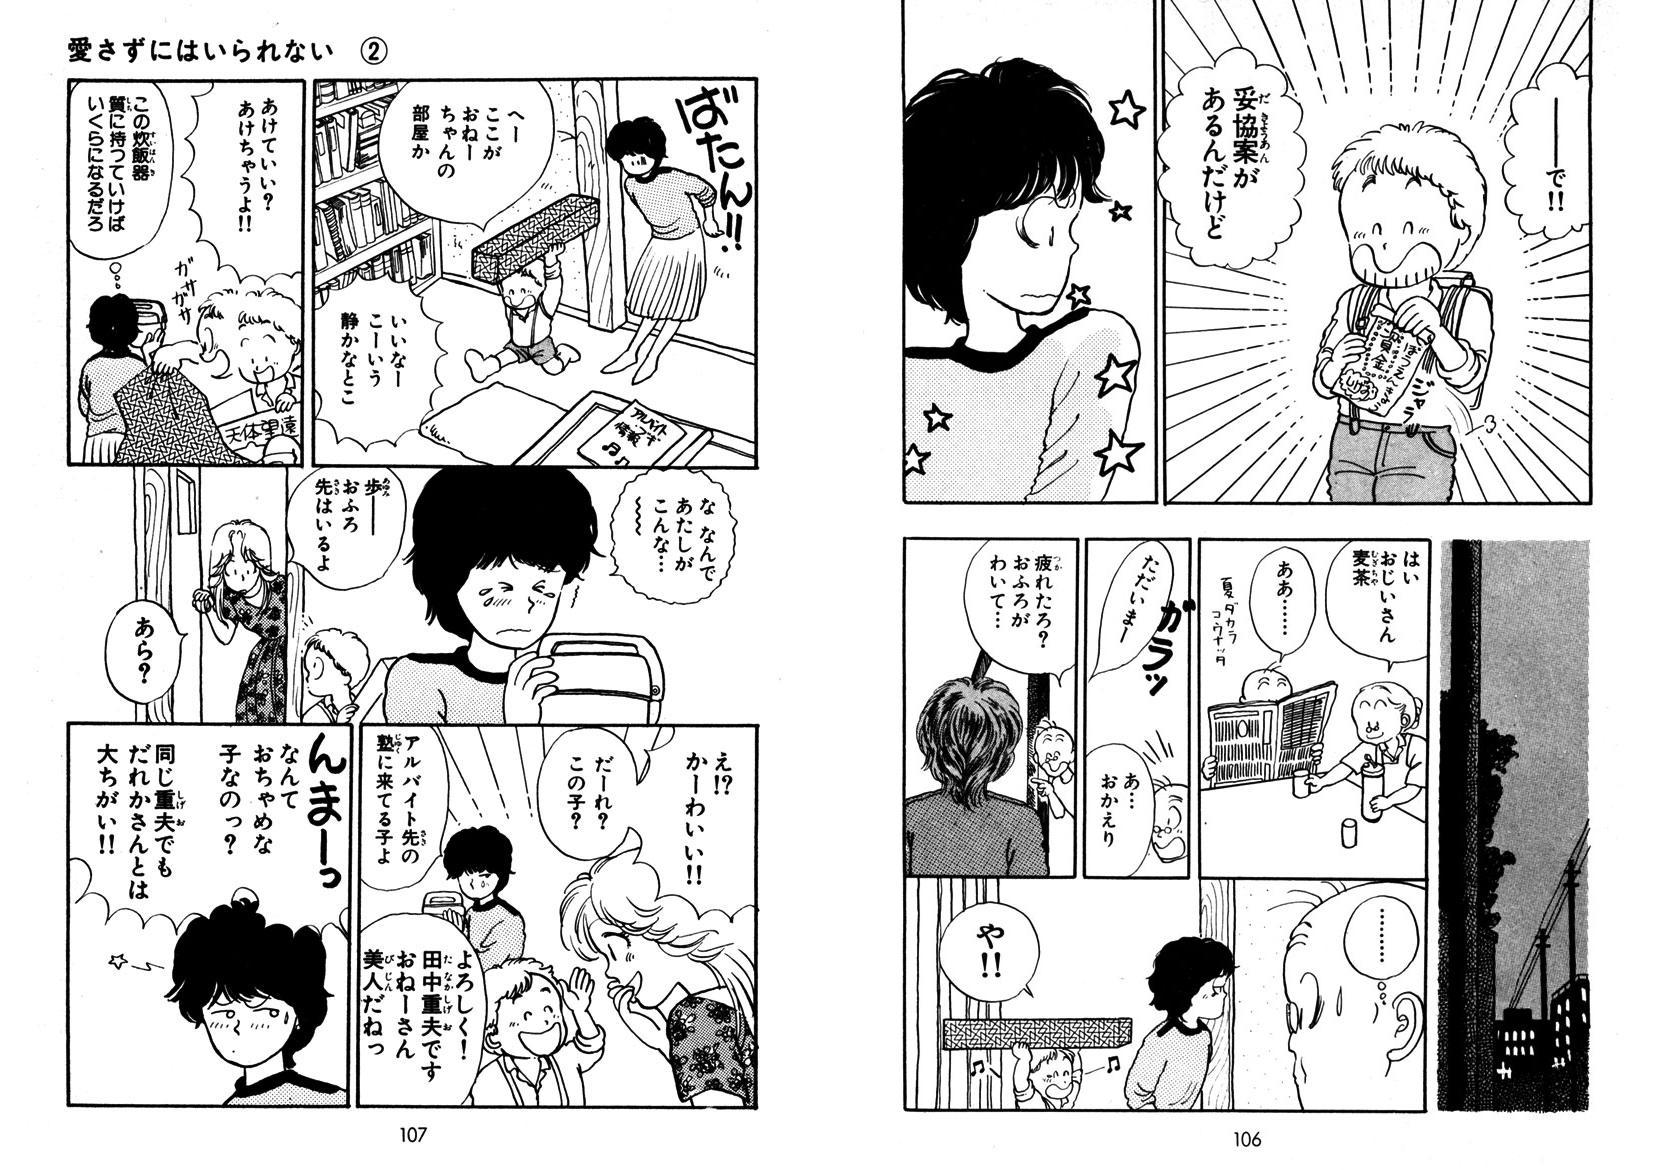 ――で!!
妥協案が
あるんだけど
ぼうえんきょう
資金
しげお
ジャラ
はい
おじいさん
麦茶
ああ……
夏ダカラ
コウナッタ
ガラッ
ただいまー
あ…
おかえり
疲れたろ?
おふろが
わいて…
………
や!!
106
愛さずにはいられない ②
ばたん!!
へー
ここが
おねー
ちゃんの
部屋か
いいなー
こーいう
静かなとこ
アルバイト
情報
あけていい?
あけちゃうよ!!
ガサガサ
この炊飯器
質に持つていけば
いくらになるだろ
天体望遠
な なんで
あたしが
こんな…
歩――
おふろ
先はいるよ
あら?
え!?
かーわいい!!
だーれ?
この子?
アルバイト先の
塾に来てる子よ
よろしく!
田中重夫です
おねーさん
美人だねっ
んまーっ
なんて
おちゃめな
子なのっ?
同じ重夫でも
だれかさんとは
大ちがい!!
107